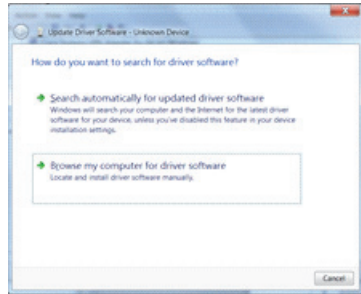 Update Driver Software - Unknown Device
How do you want to search for driver software?
Search automatically for updated driver software
Windows will search your computer and the Internet for the latest driver
software for your device, unless you've disabled this feature in your device
installation settings.
Browse my computer for driver software
Locate and install driver software manually.
Cancel